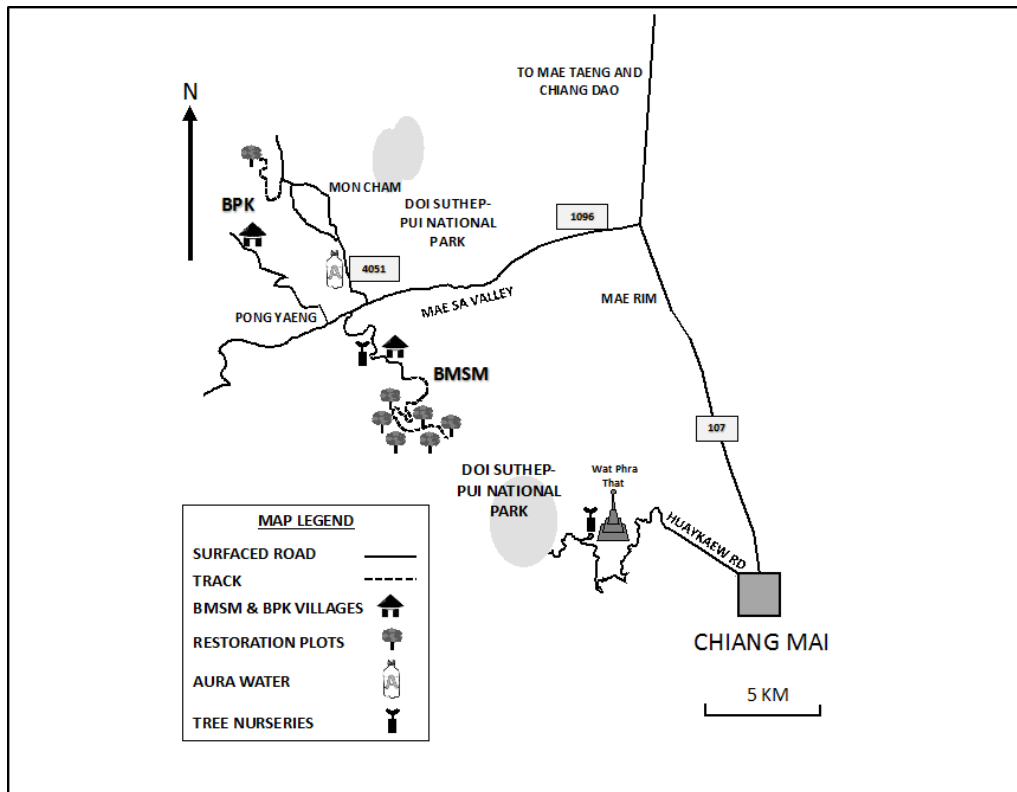 TO MAE TAENG AND
CHIANG DAO
N
MON CHAM
BPK
DOI SUTHEP-
PUI NATIONAL
PARK
1096
4051
A
MAE SA VALLEY
MAE RIM
PONG YAENG
BMSM
107
DOI SUTHEP-
PUI NATIONAL
PARK
Wat Phra
That
HUAYKAEW RD
MAP LEGEND
SURFACED ROAD
TRACK
BMSM & BPK VILLAGES
RESTORATION PLOTS
AURA WATER
A
TREE NURSERIES
CHIANG MAI
5 KM